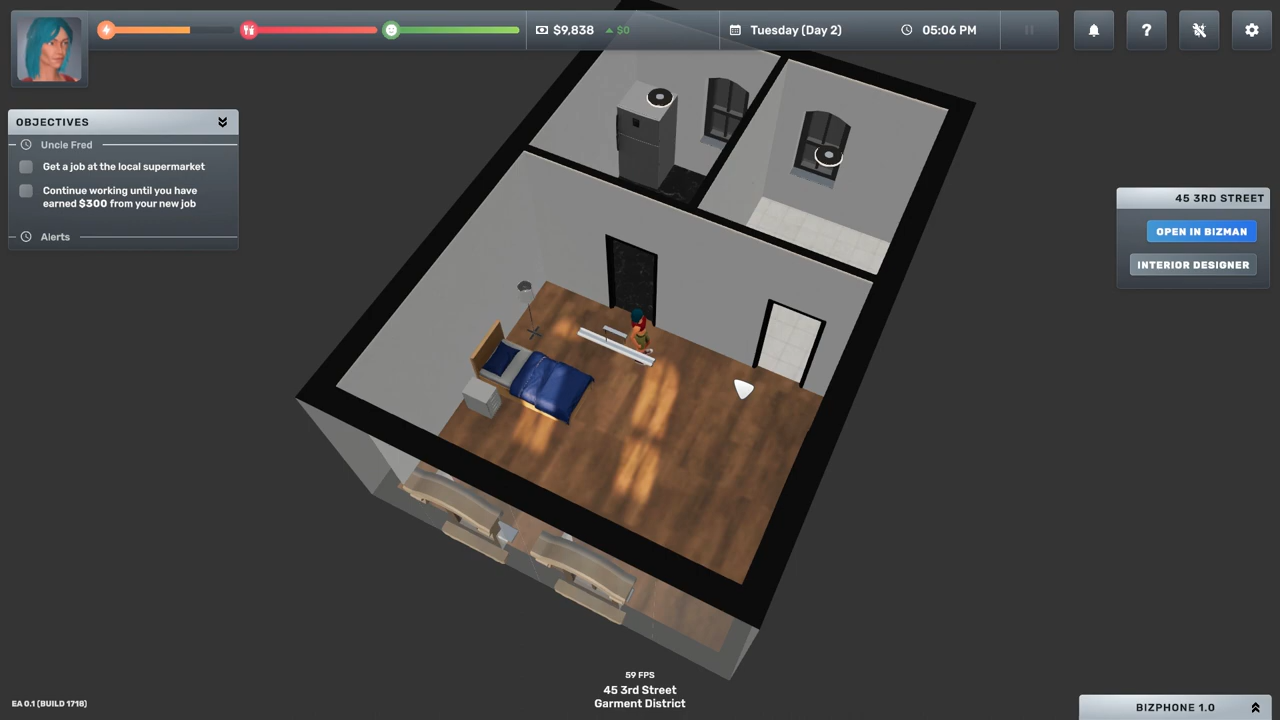 $9,838
$0
Tuesday (Day 2)
05:06 PM
?
OBJECTIVES
Uncle Fred
Get a job at the local supermarket
Continue working until you have
earned $300 from your new job
Alerts
45 3RD STREET
OPEN IN BIZMAN
INTERIOR DESIGNER
59 FPS
45 3rd Street
Garment District
EA 0.1 (BUILD 1718)
BIZPHONE 1.0